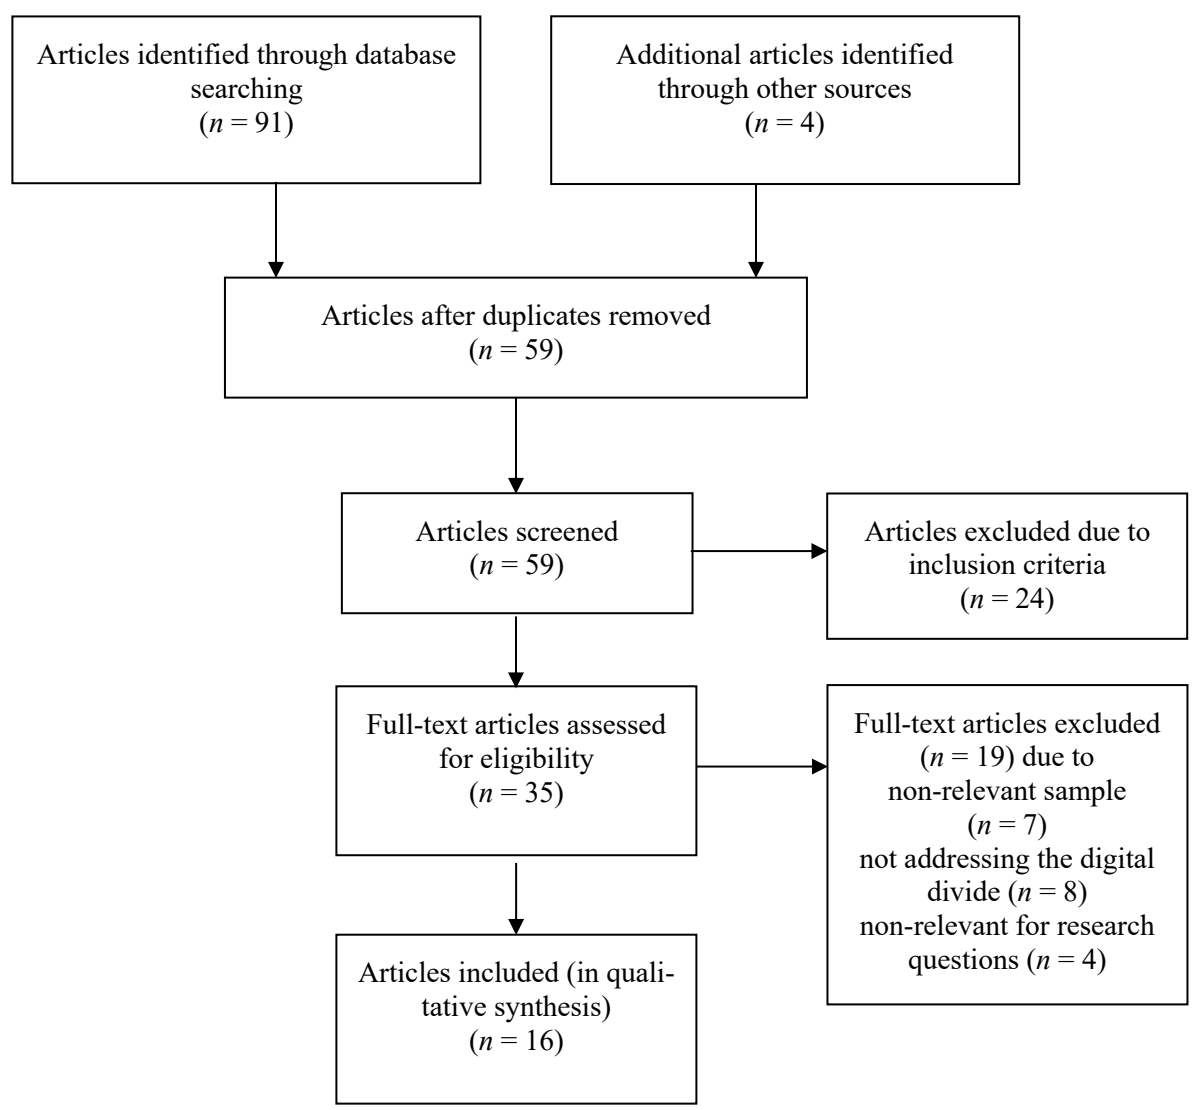 Articles identified through database
searching
(n = 91)
Additional articles identified
through other sources
(n = 4)
Articles after duplicates removed
(n = 59)
Articles screened
(n = 59)
Articles excluded due to
inclusion criteria
(n = 24)
Full-text articles assessed
for eligibility
(n = 35)
Full-text articles excluded
(n = 19) due to
non-relevant sample
(n = 7)
not addressing the digital
divide (n = 8)
non-relevant for research
questions (n = 4)
Articles included (in quali-
tative synthesis)
(n = 16)